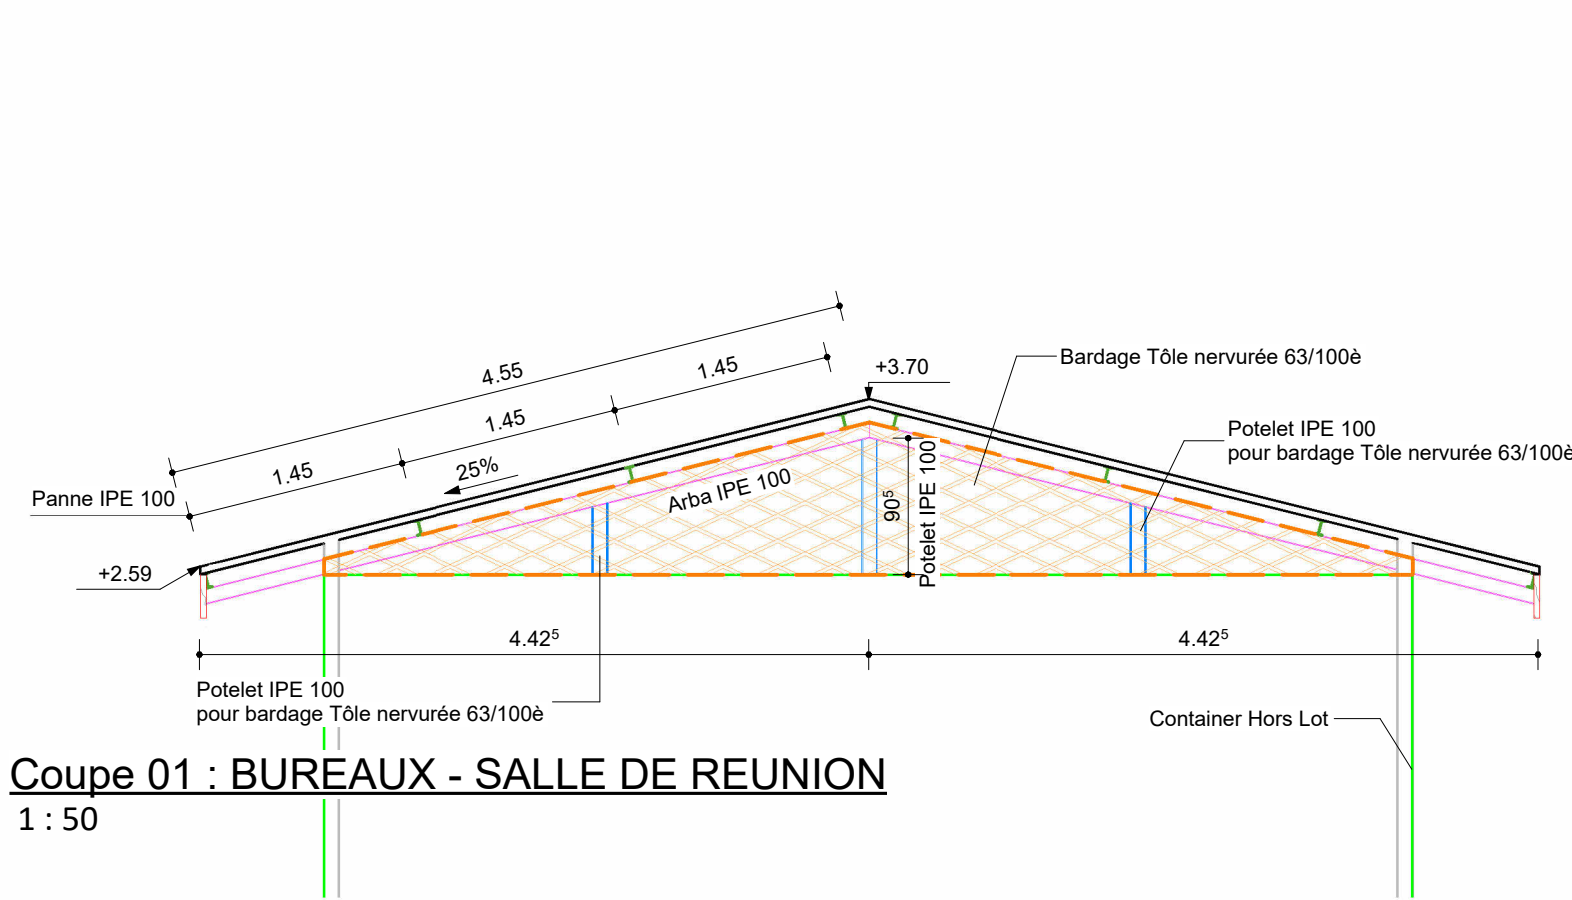 4.55
1.45
1.45
1.45
25%
+3.70
Bardage Tôle nervurée 63/100è
Potelet IPE 100
pour bardage Tôle nervurée 63/100è
Panne IPE 100
Arba IPE 100
90⁵
Potelet IPE 100
+2.59
4.42⁵
4.42⁵
Potelet IPE 100
pour bardage Tôle nervurée 63/100è
Container Hors Lot
Coupe 01 : BUREAUX - SALLE DE REUNION
1 : 50